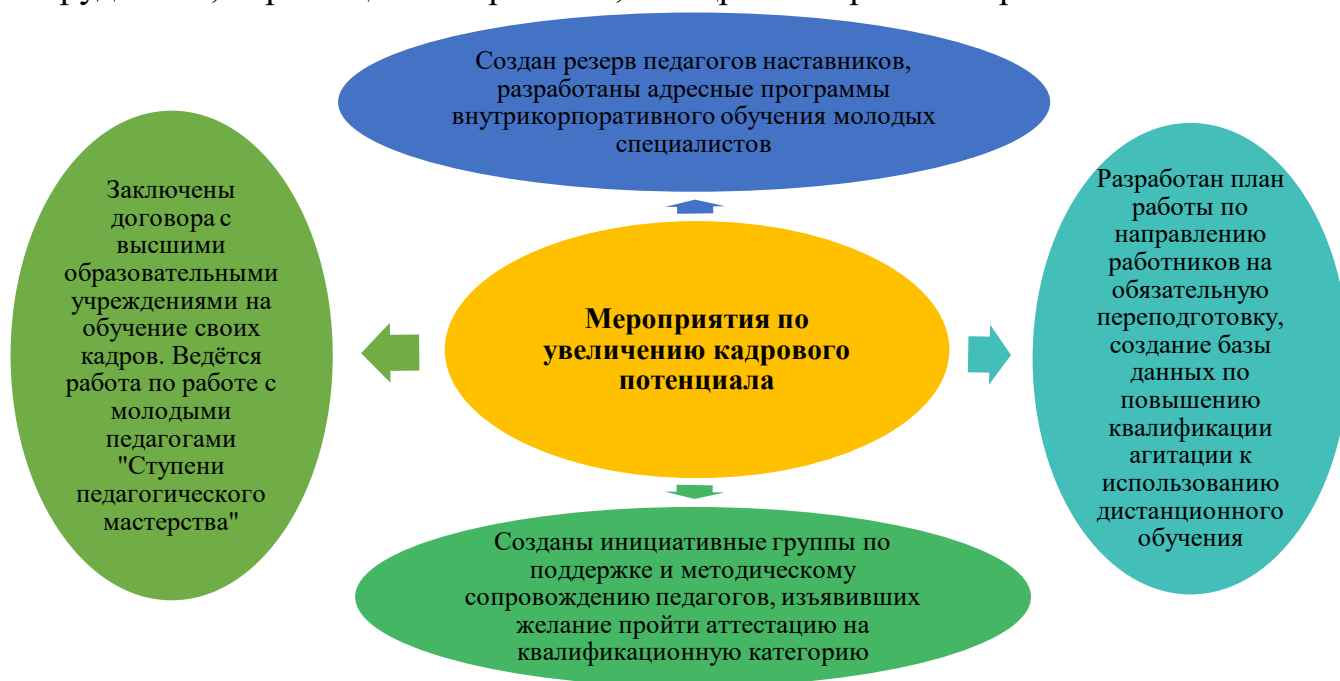 Создан резерв педагогов наставников,
разработаны адресные программы
внутрикорпоративного обучения молодых
специалистов
Заключены
договора с
высшими
образовательными
учреждениями на
обучение своих
кадров. Ведётся
работа по работе с
молодыми
педагогами
"Ступени
педагогического
мастерства"
Мероприятия по
увеличению кадрового
потенциала
Разработан план
работы по
направлению
работников на
обязательную
переподготовку,
создание базы
данных по
повышению
квалификации
агитации к
использованию
дистанционного
обучения
Созданы инициативные группы по
поддержке и методическому
сопровождению педагогов, изъявивших
желание пройти аттестацию на
квалификационную категорию